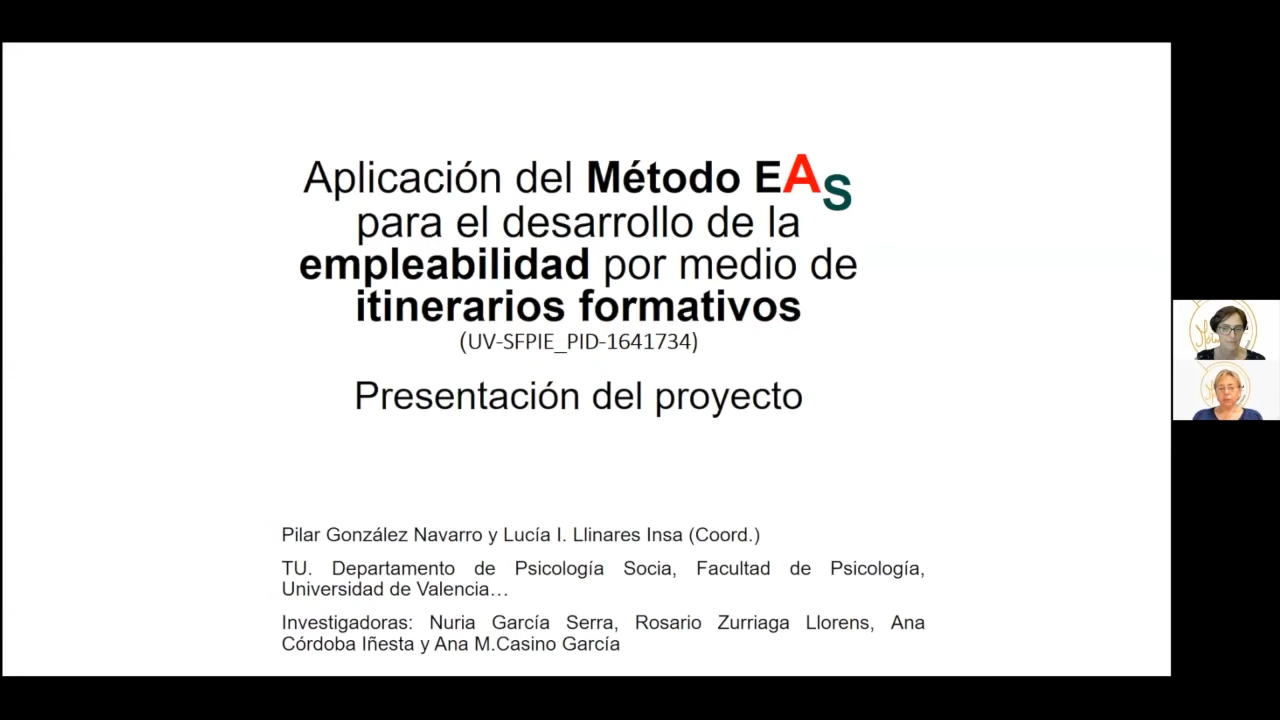 Aplicación del Método EAS
para el desarrollo de la
empleabilidad por medio de
itinerarios formativos
(UV-SFPIE_PID-1641734)
Presentación del proyecto
Pilar González Navarro y Lucía I. Llinares Insa (Coord.)
TU. Departamento de Psicología Socia, Facultad de Psicología,
Universidad de Valencia…
Investigadoras: Nuria García Serra, Rosario Zurriaga Llorens, Ana
Córdoba Iñesta y Ana M.Casino García